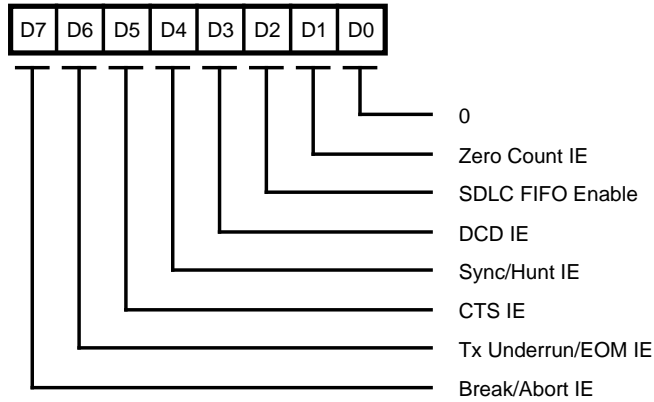 D7 D6 D5 D4 D3 D2 D1 D0
0
Zero Count IE
SDLC FIFO Enable
DCD IE
Sync/Hunt IE
CTS IE
Tx Underrun/EOM IE
Break/Abort IE